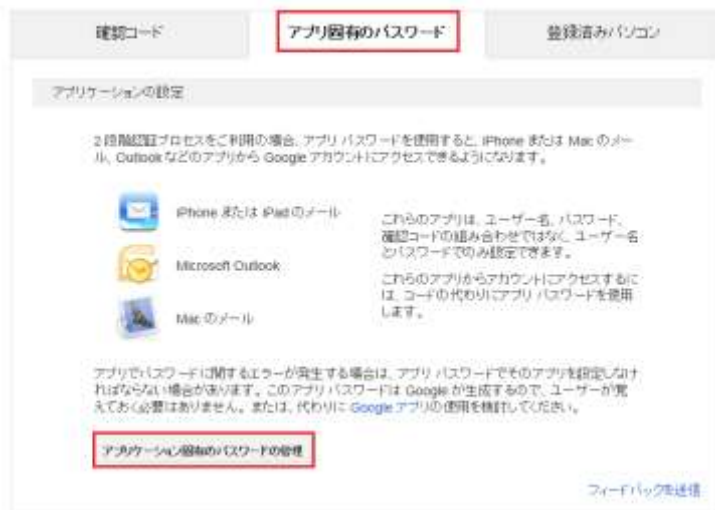 確認コード
アプリ固有のパスワード
登録済みパソコン
アプリケーションの設定
2 段階認証プロセスをご利用の場合、アプリ パスワードを使用すると、iPhone または Mac のメー
ル、Outlook などのアプリから Google アカウントにアクセスできるようになります。
iPhone または iPad のメール
Microsoft Outlook
Mac のメール
これらのアプリは、ユーザー名、パスワード、
確認コードの組み合わせではなく、ユーザー名
とパスワードでのみ設定できます。
これらのアプリからアカウントにアクセスするに
は、コードの代わりにアプリ パスワードを使用
します。
アプリでパスワードに関するエラーが発生する場合は、アプリ パスワードでそのアプリを設定しなけ
ればならない場合があります。このアプリ パスワードは Google が生成するので、ユーザーが覚
えておく必要はありません。または、代わりに Google アプリの使用を検討してください。
アプリケーション固有のパスワードの管理
フィードバックを送信